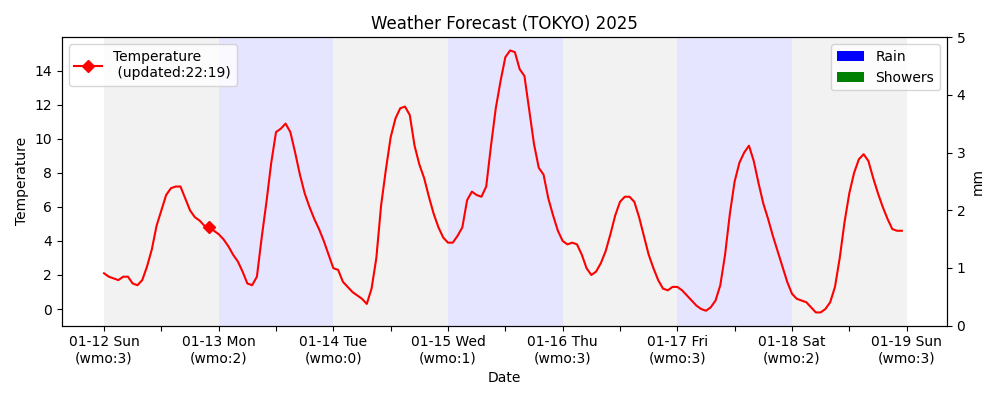 Weather Forecast (TOKYO) 2025
Temperature
(updated:22:19)
Rain
Showers
Temperature
14
12
10
8
6
4
2
0
5
4
3
2
1
0
mm
01-12 Sun 01-13 Mon 01-14 Tue 01-15 Wed 01-16 Thu 01-17 Fri 01-18 Sat 01-19 Sun
(wmo:3) (wmo:2) (wmo:0) (wmo:1) (wmo:3) (wmo:3) (wmo:2) (wmo:3)
Date